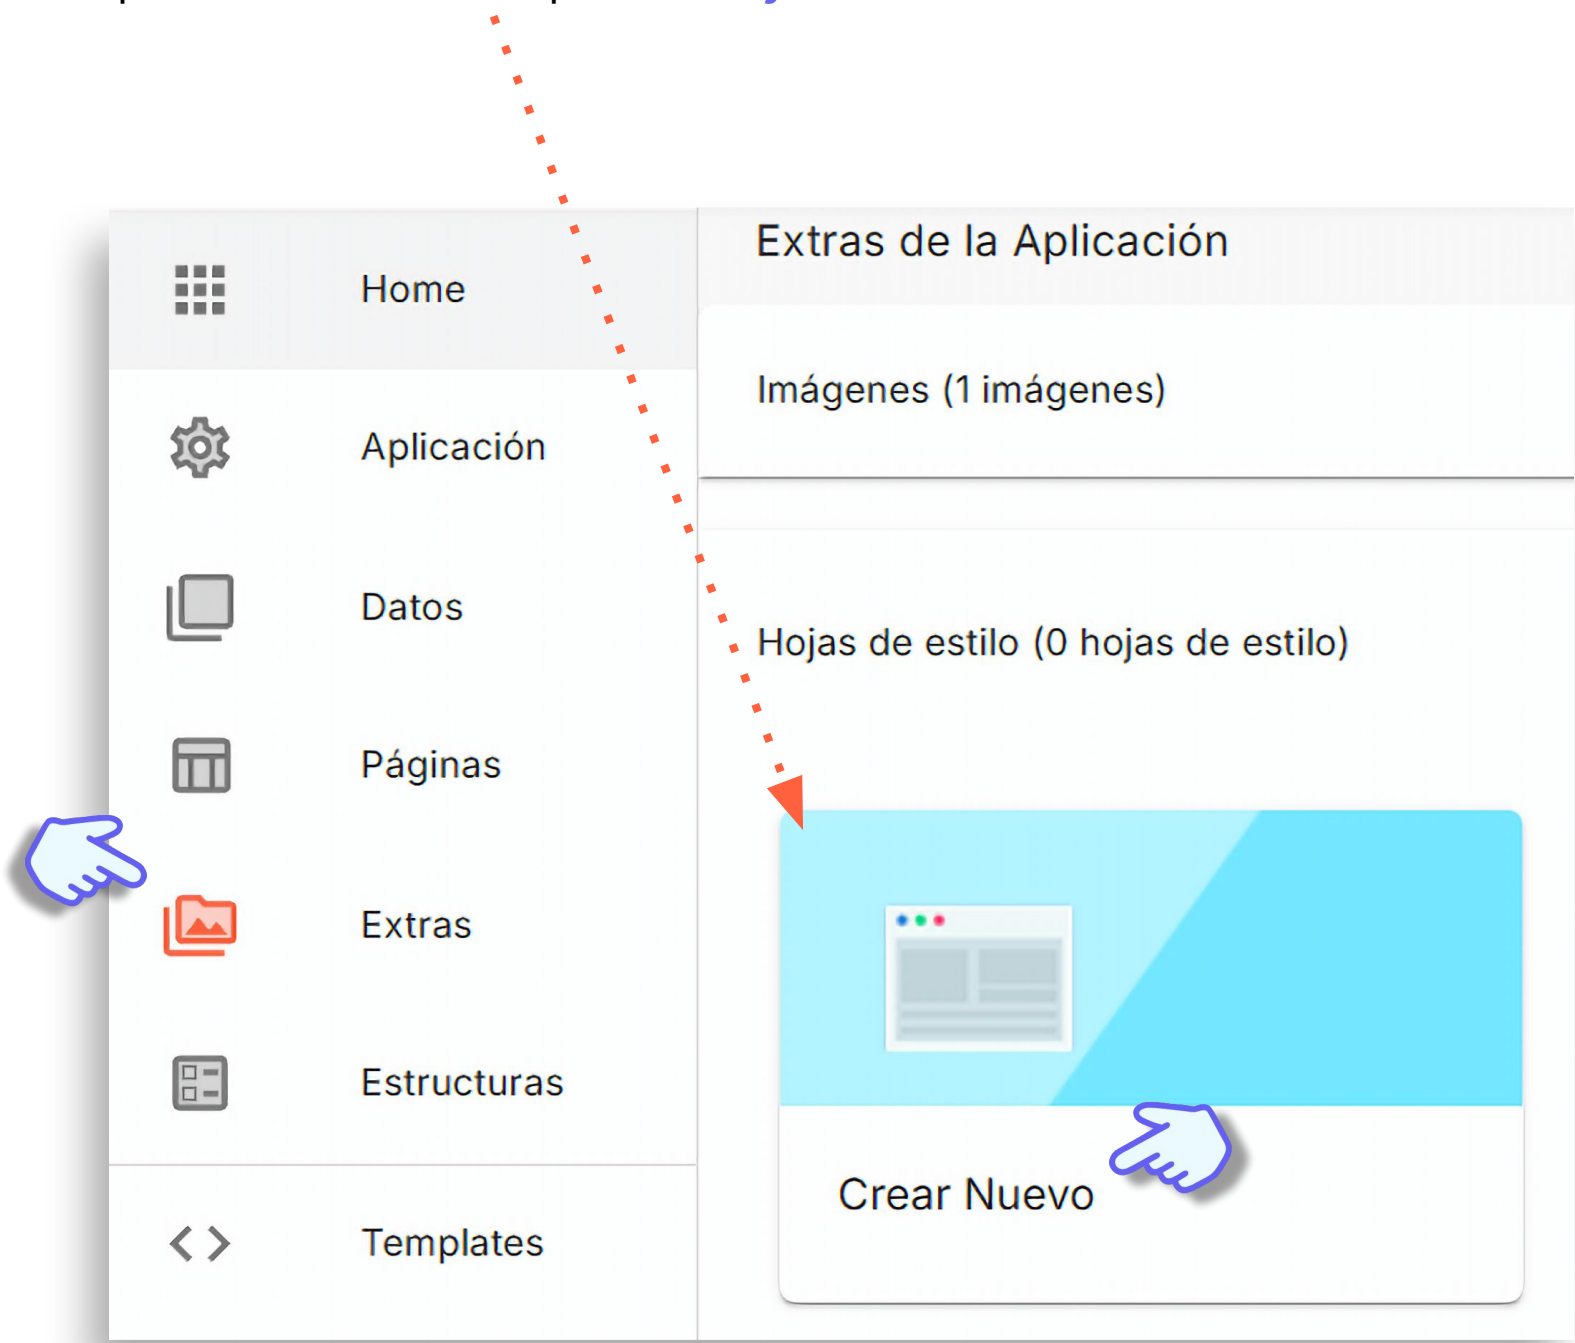 Extras de la Aplicación
Home
Imágenes (1 imágenes)
Aplicación
Datos
Hojas de estilo (0 hojas de estilo)
Páginas
Extras
Estructuras
Crear Nuevo
Templates